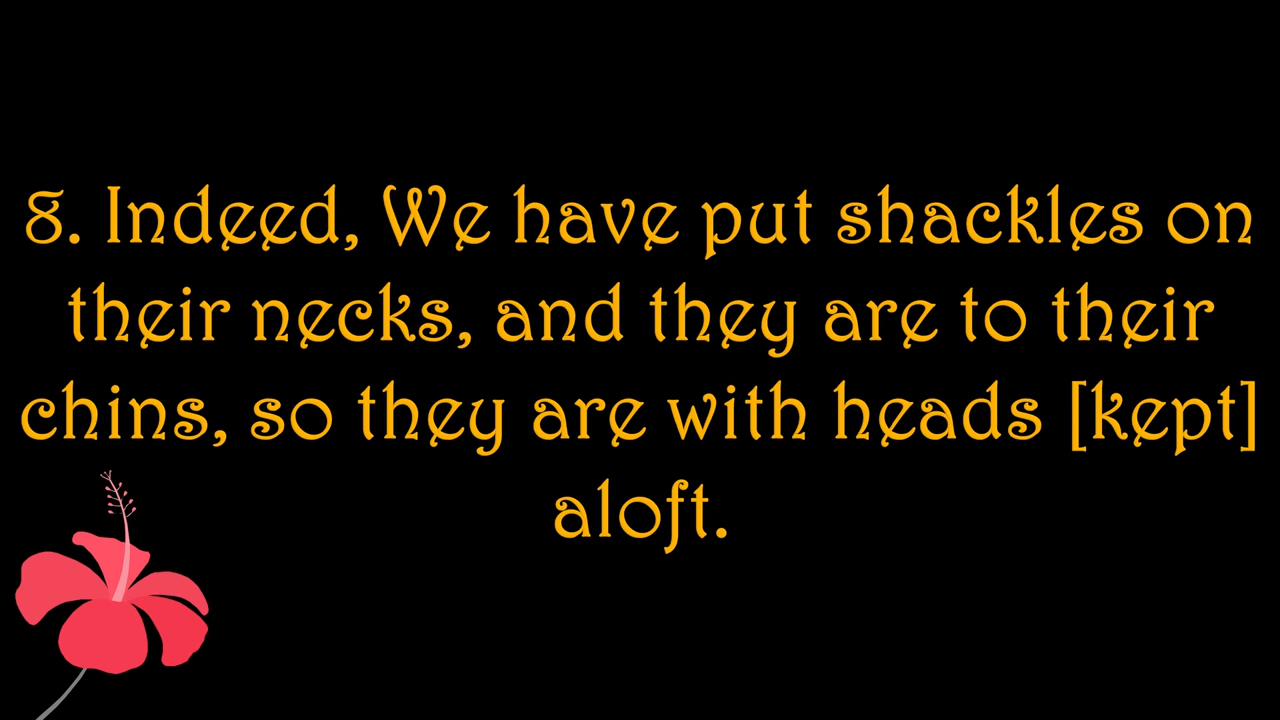 8. Indeed, We have put shackles on
their necks, and they are to their
chins, so they are with heads [kept]
aloft.